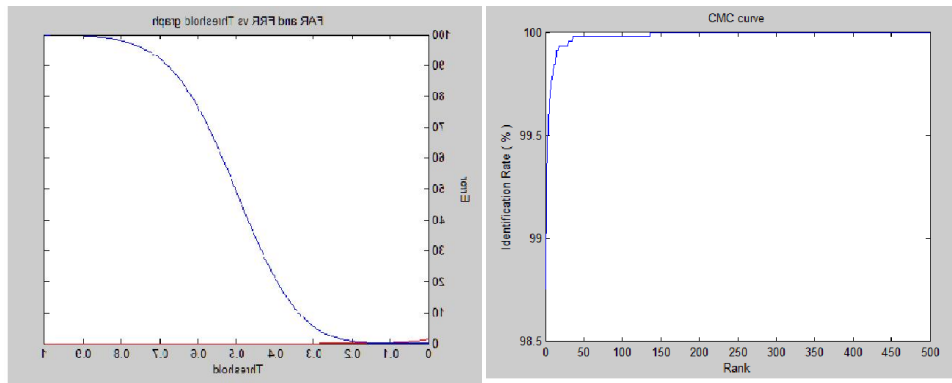 FAR and FRR vs Threshold graph
100
90
80
70
60
50
40
30
20
10
0
Error
1 0.9 0.8 0.7 0.6 0.5 0.4 0.3 0.2 0.1 0
Threshold
CMC curve
100
99.5
99
98.5
Identification Rate ( % )
0 50 100 150 200 250 300 350 400 450 500
Rank